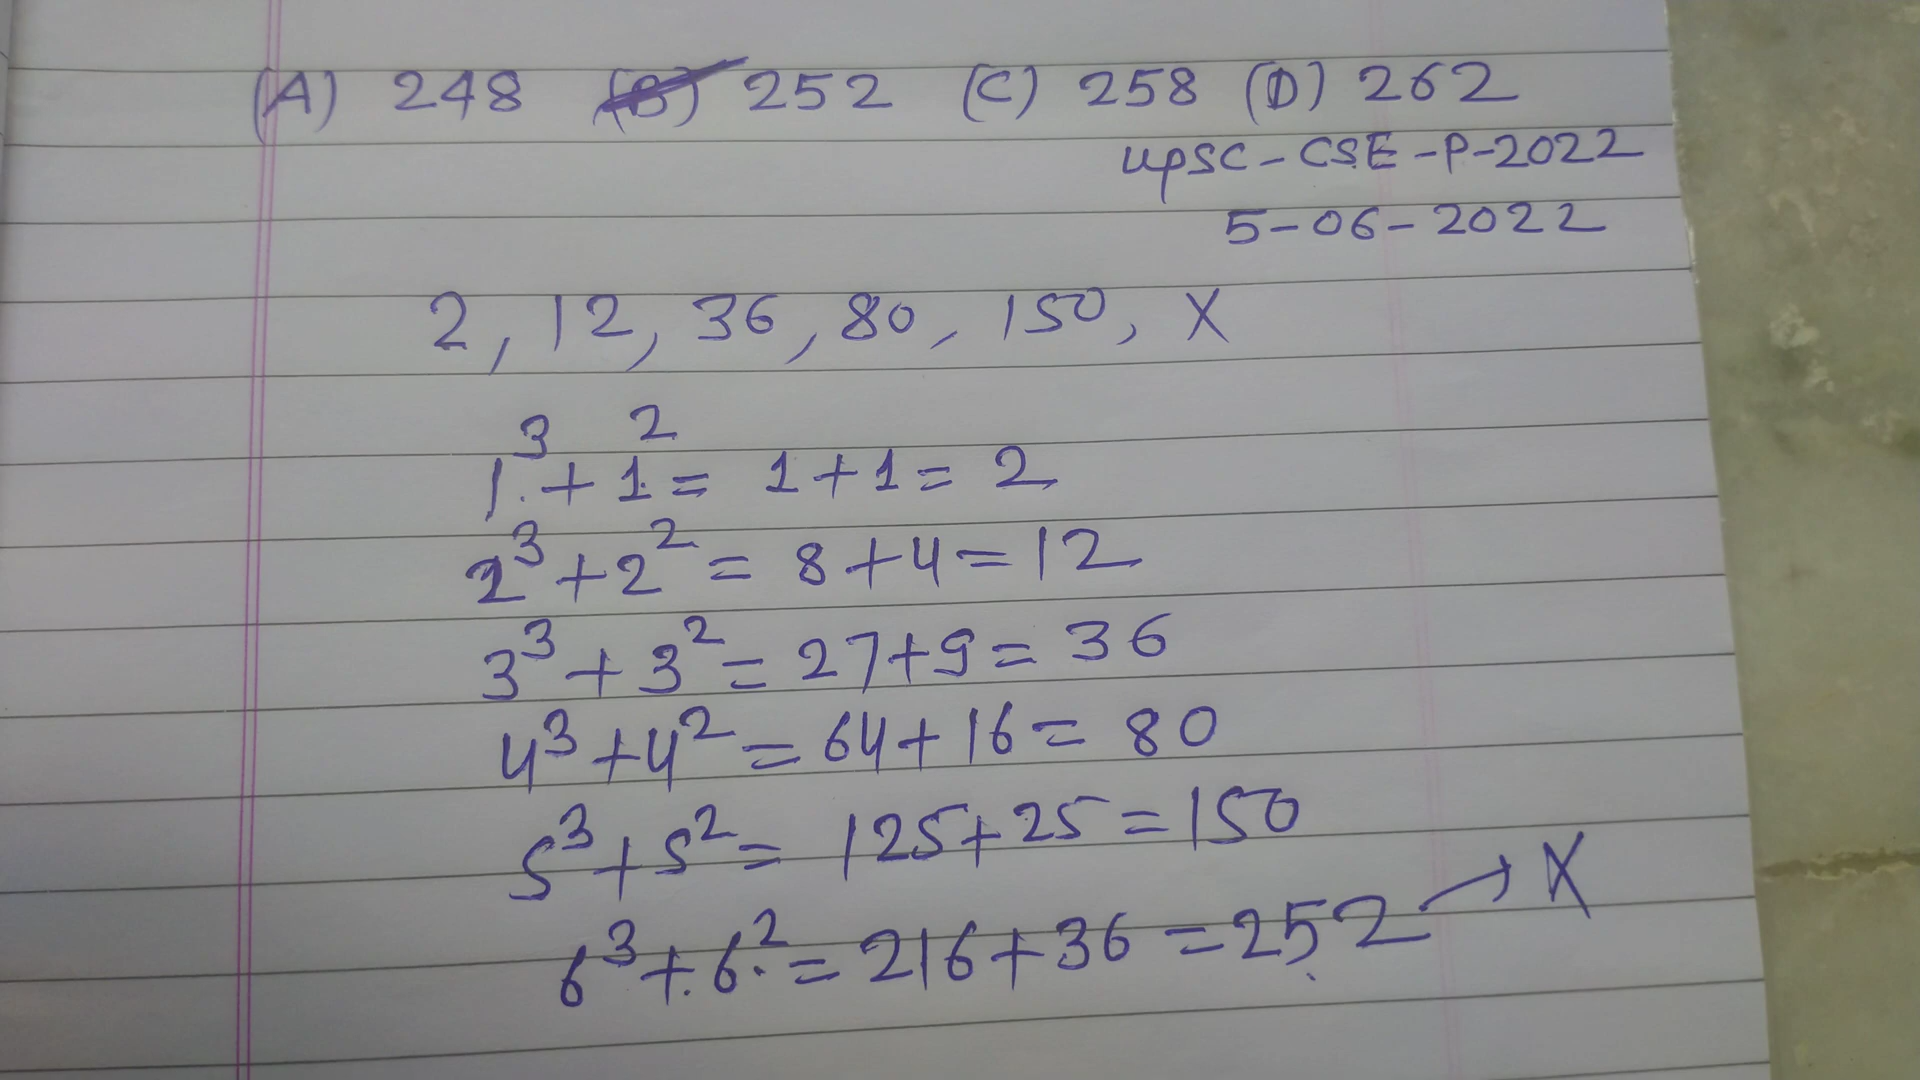 (A) 248 (B) 252 (C) 258 (D) 262
UPSC-CSE-P-2022
5-06-2022
2, 12, 36, 80, 150, X
1³ + 1² = 1 + 1 = 2
2³ + 2² = 8 + 4 = 12
3³ + 3² = 27 + 9 = 36
4³ + 4² = 64 + 16 = 80
5³ + 5² = 125 + 25 = 150
6³ + 6² = 216 + 36 = 252 → X